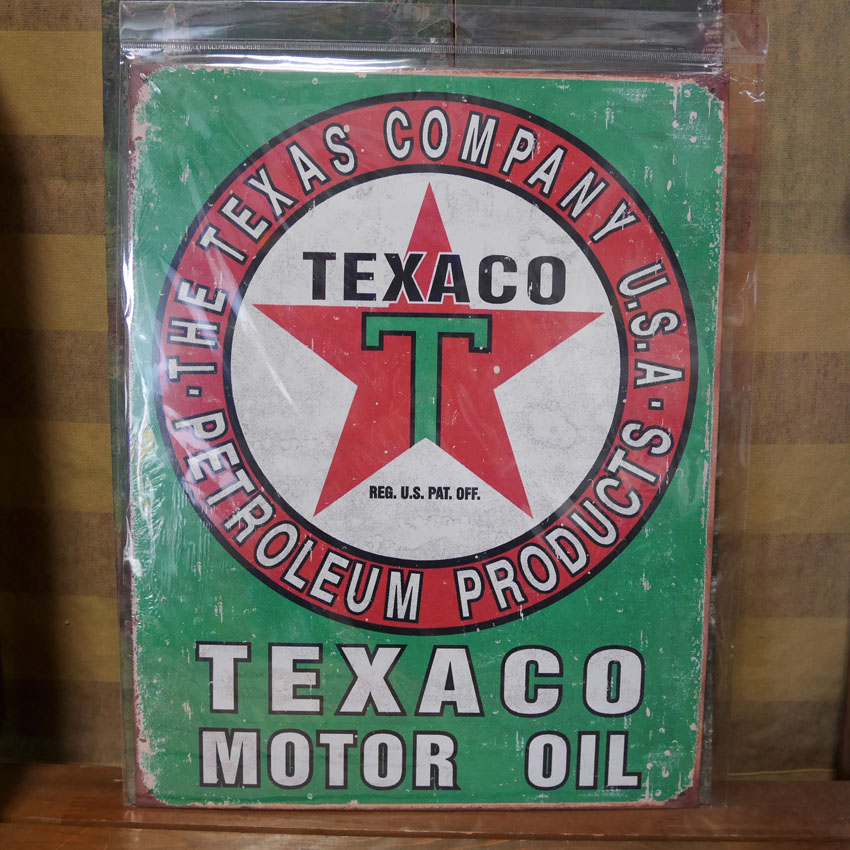 ·THE TEXAS COMPANY U.S.A·
PETROLEUM PRODUCTS
TEXACO
T
REG. U.S. PAT. OFF.
TEXACO
MOTOR OIL